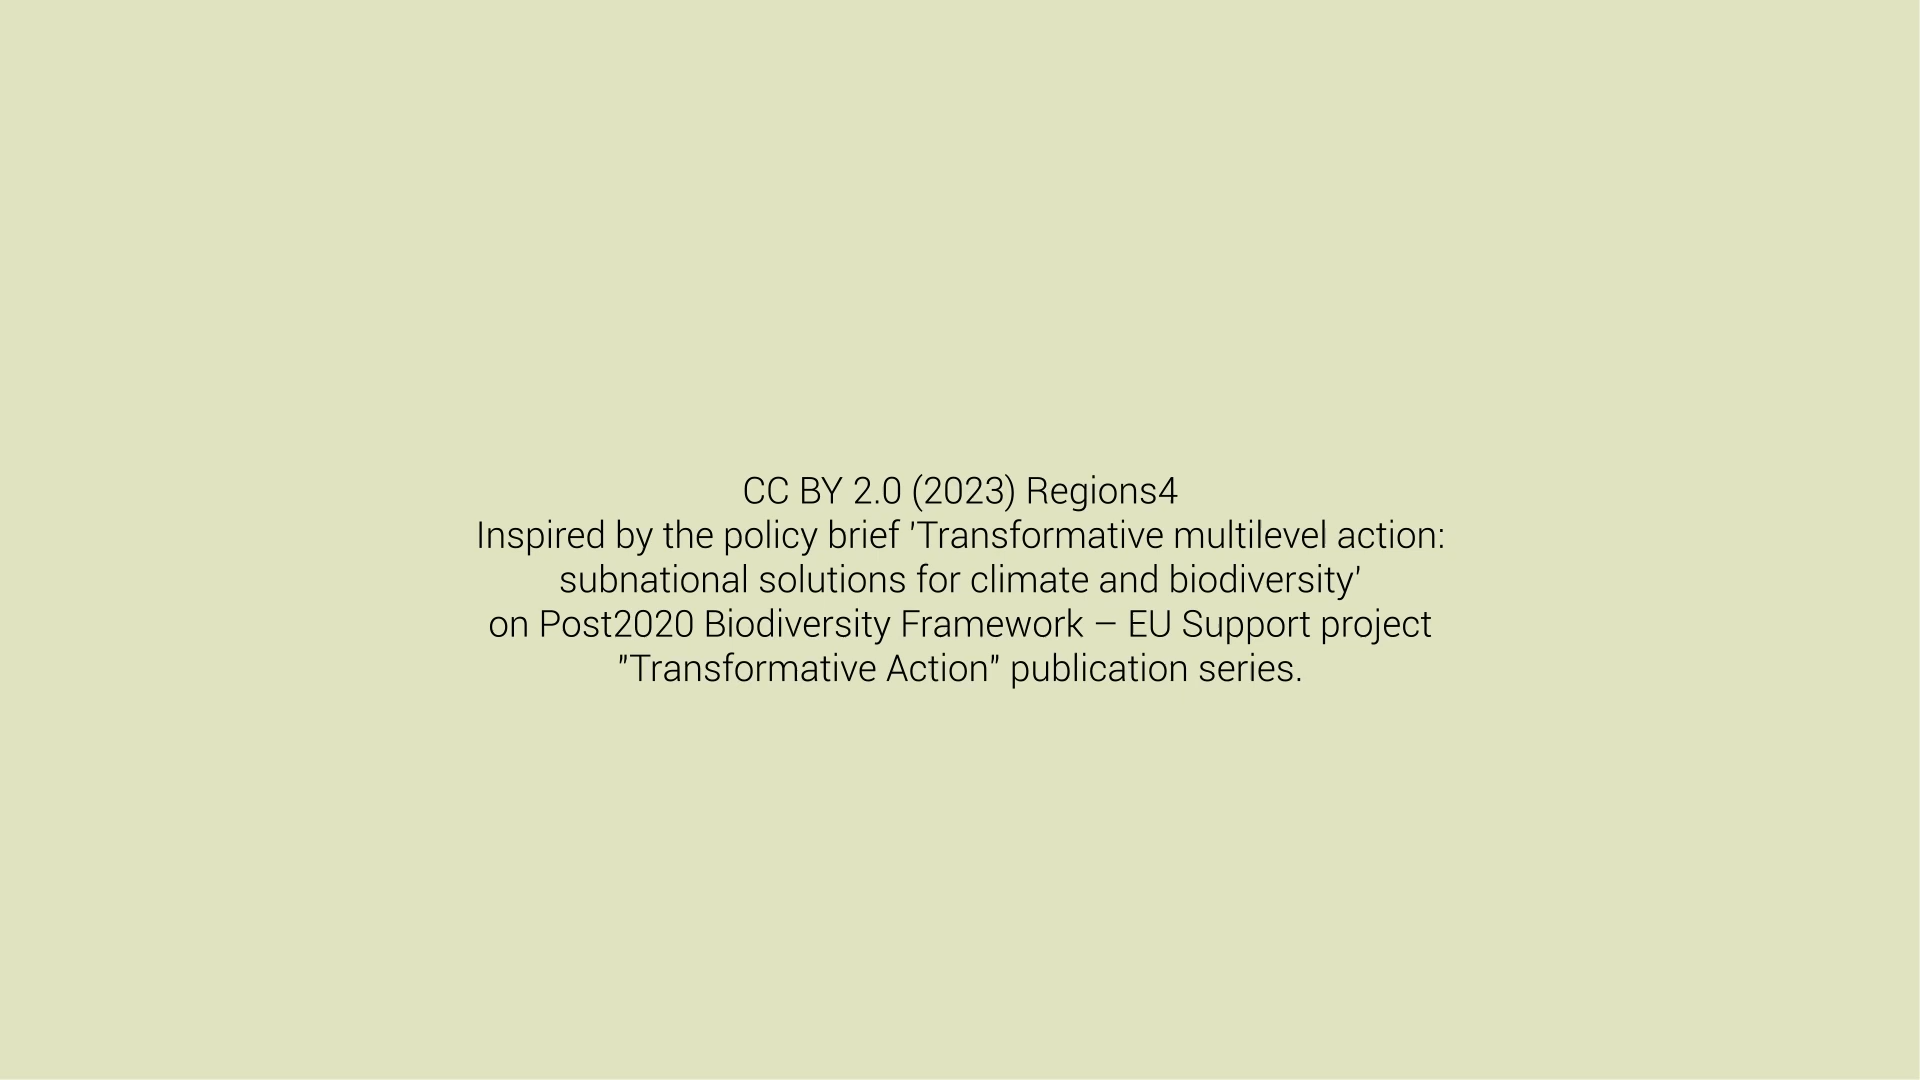 CC BY 2.0 (2023) Regions4
Inspired by the policy brief 'Transformative multilevel action:
subnational solutions for climate and biodiversity'
on Post2020 Biodiversity Framework – EU Support project
"Transformative Action" publication series.